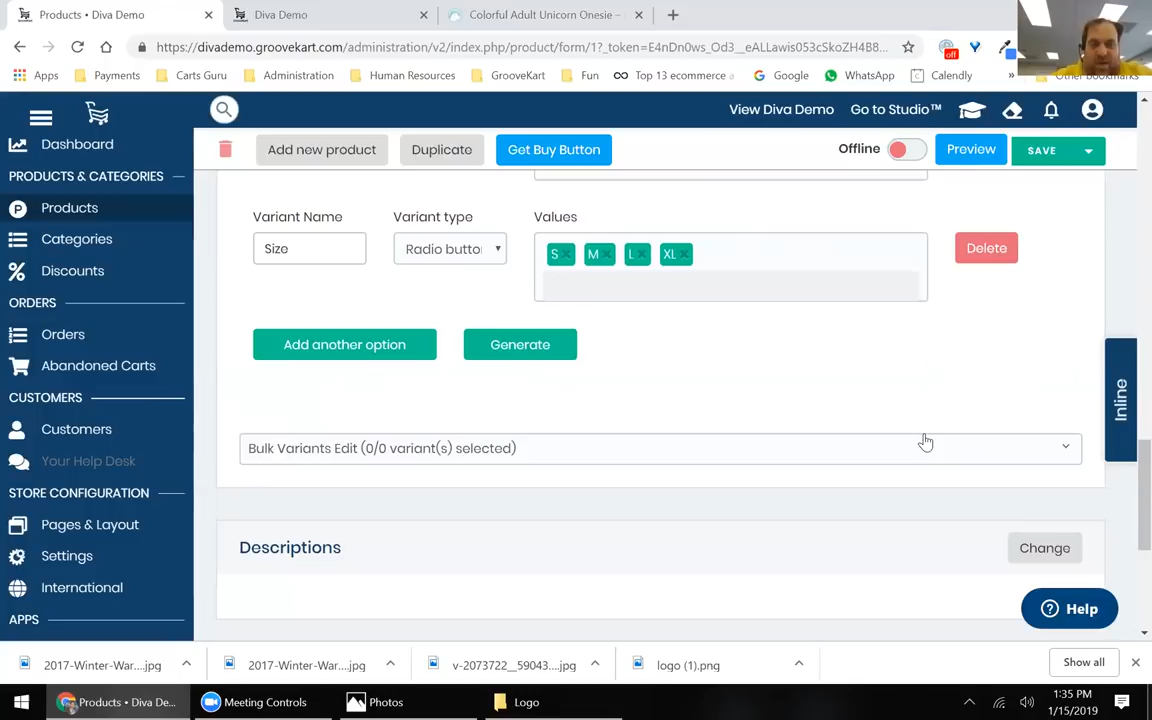 Products • Diva Demo
Diva Demo
Colorful Adult Unicorn Onesie –
https://divademo.groovekart.com/administration/v2/index.php/product/form/1?_token=E4nDn0ws_Od3__eALLawis053cSkoZH4B8...
off
Apps
Payments
Carts Guru
Administration
Human Resources
GrooveKart
Fun
Top 13 ecommerce
Google
WhatsApp
Calendly
»
Other bookmarks
View Diva Demo
Go to Studio™
Dashboard
PRODUCTS & CATEGORIES
Products
Categories
Discounts
ORDERS
Orders
Abandoned Carts
CUSTOMERS
Customers
Your Help Desk
STORE CONFIGURATION
Pages & Layout
Settings
International
APPS
Add new product
Duplicate
Get Buy Button
Offline
Preview
SAVE
Variant Name
Variant type
Values
Size
Radio butto
S×
M×
L×
XL×
Delete
Add another option
Generate
Bulk Variants Edit (0/0 variant(s) selected)
Inline
Descriptions
Change
Help
2017-Winter-War....jpg
2017-Winter-War....jpg
v-2073722__59043....jpg
logo (1).png
Show all
Products • Diva De...
Meeting Controls
Photos
Logo
1:35 PM
1/15/2019